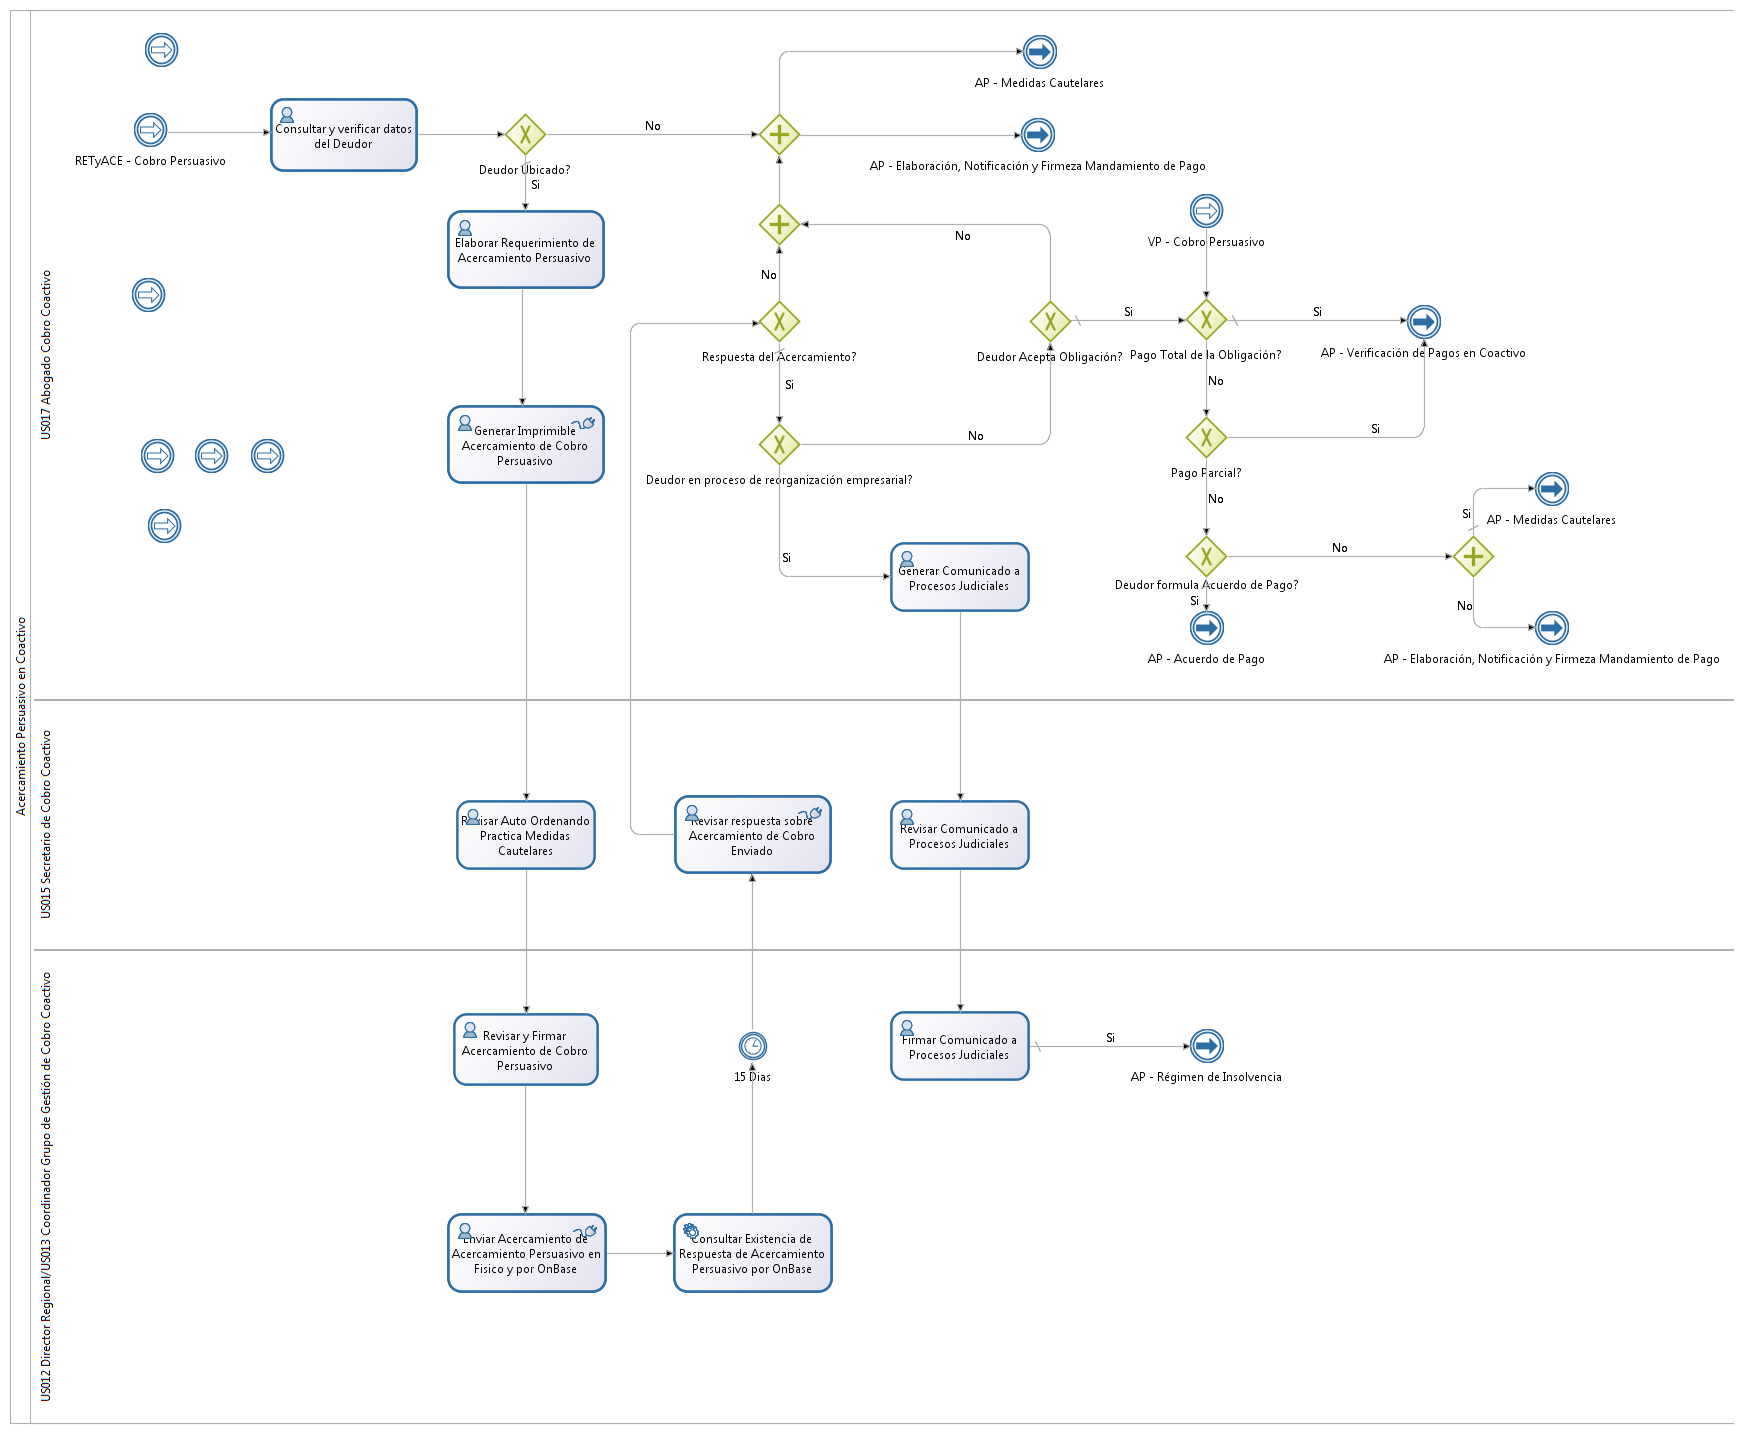 Acercamiento Persuasivo en Coactivo
US017 Abogado Cobro Coactivo
RETyACE - Cobro Persuasivo
Consultar y verificar datos
del Deudor
Deudor Ubicado?
No
Si
AP - Medidas Cautelares
AP - Elaboración, Notificación y Firmeza Mandamiento de Pago
Elaborar Requerimiento de
Acercamiento Persuasivo
Generar Imprimible
Acercamiento de Cobro
Persuasivo
No
Respuesta del Acercamiento?
Si
Deudor en proceso de reorganización empresarial?
No
Si
No
Deudor Acepta Obligación?
Si
VP - Cobro Persuasivo
Pago Total de la Obligación?
Si
AP - Verificación de Pagos en Coactivo
No
Pago Parcial?
Si
No
Deudor formula Acuerdo de Pago?
No
Si
AP - Acuerdo de Pago
Si
AP - Medidas Cautelares
No
AP - Elaboración, Notificación y Firmeza Mandamiento de Pago
Generar Comunicado a
Procesos Judiciales
US015 Secretario de Cobro Coactivo
Revisar Auto Ordenando
Practica Medidas
Cautelares
Revisar respuesta sobre
Acercamiento de Cobro
Enviado
Revisar Comunicado a
Procesos Judiciales
US012 Director Regional/US013 Coordinador Grupo de Gestión de Cobro Coactivo
Revisar y Firmar
Acercamiento de Cobro
Persuasivo
15 Dias
Firmar Comunicado a
Procesos Judiciales
Si
AP - Régimen de Insolvencia
Enviar Acercamiento de
Acercamiento Persuasivo en
Fisico y por OnBase
Consultar Existencia de
Respuesta de Acercamiento
Persuasivo por OnBase